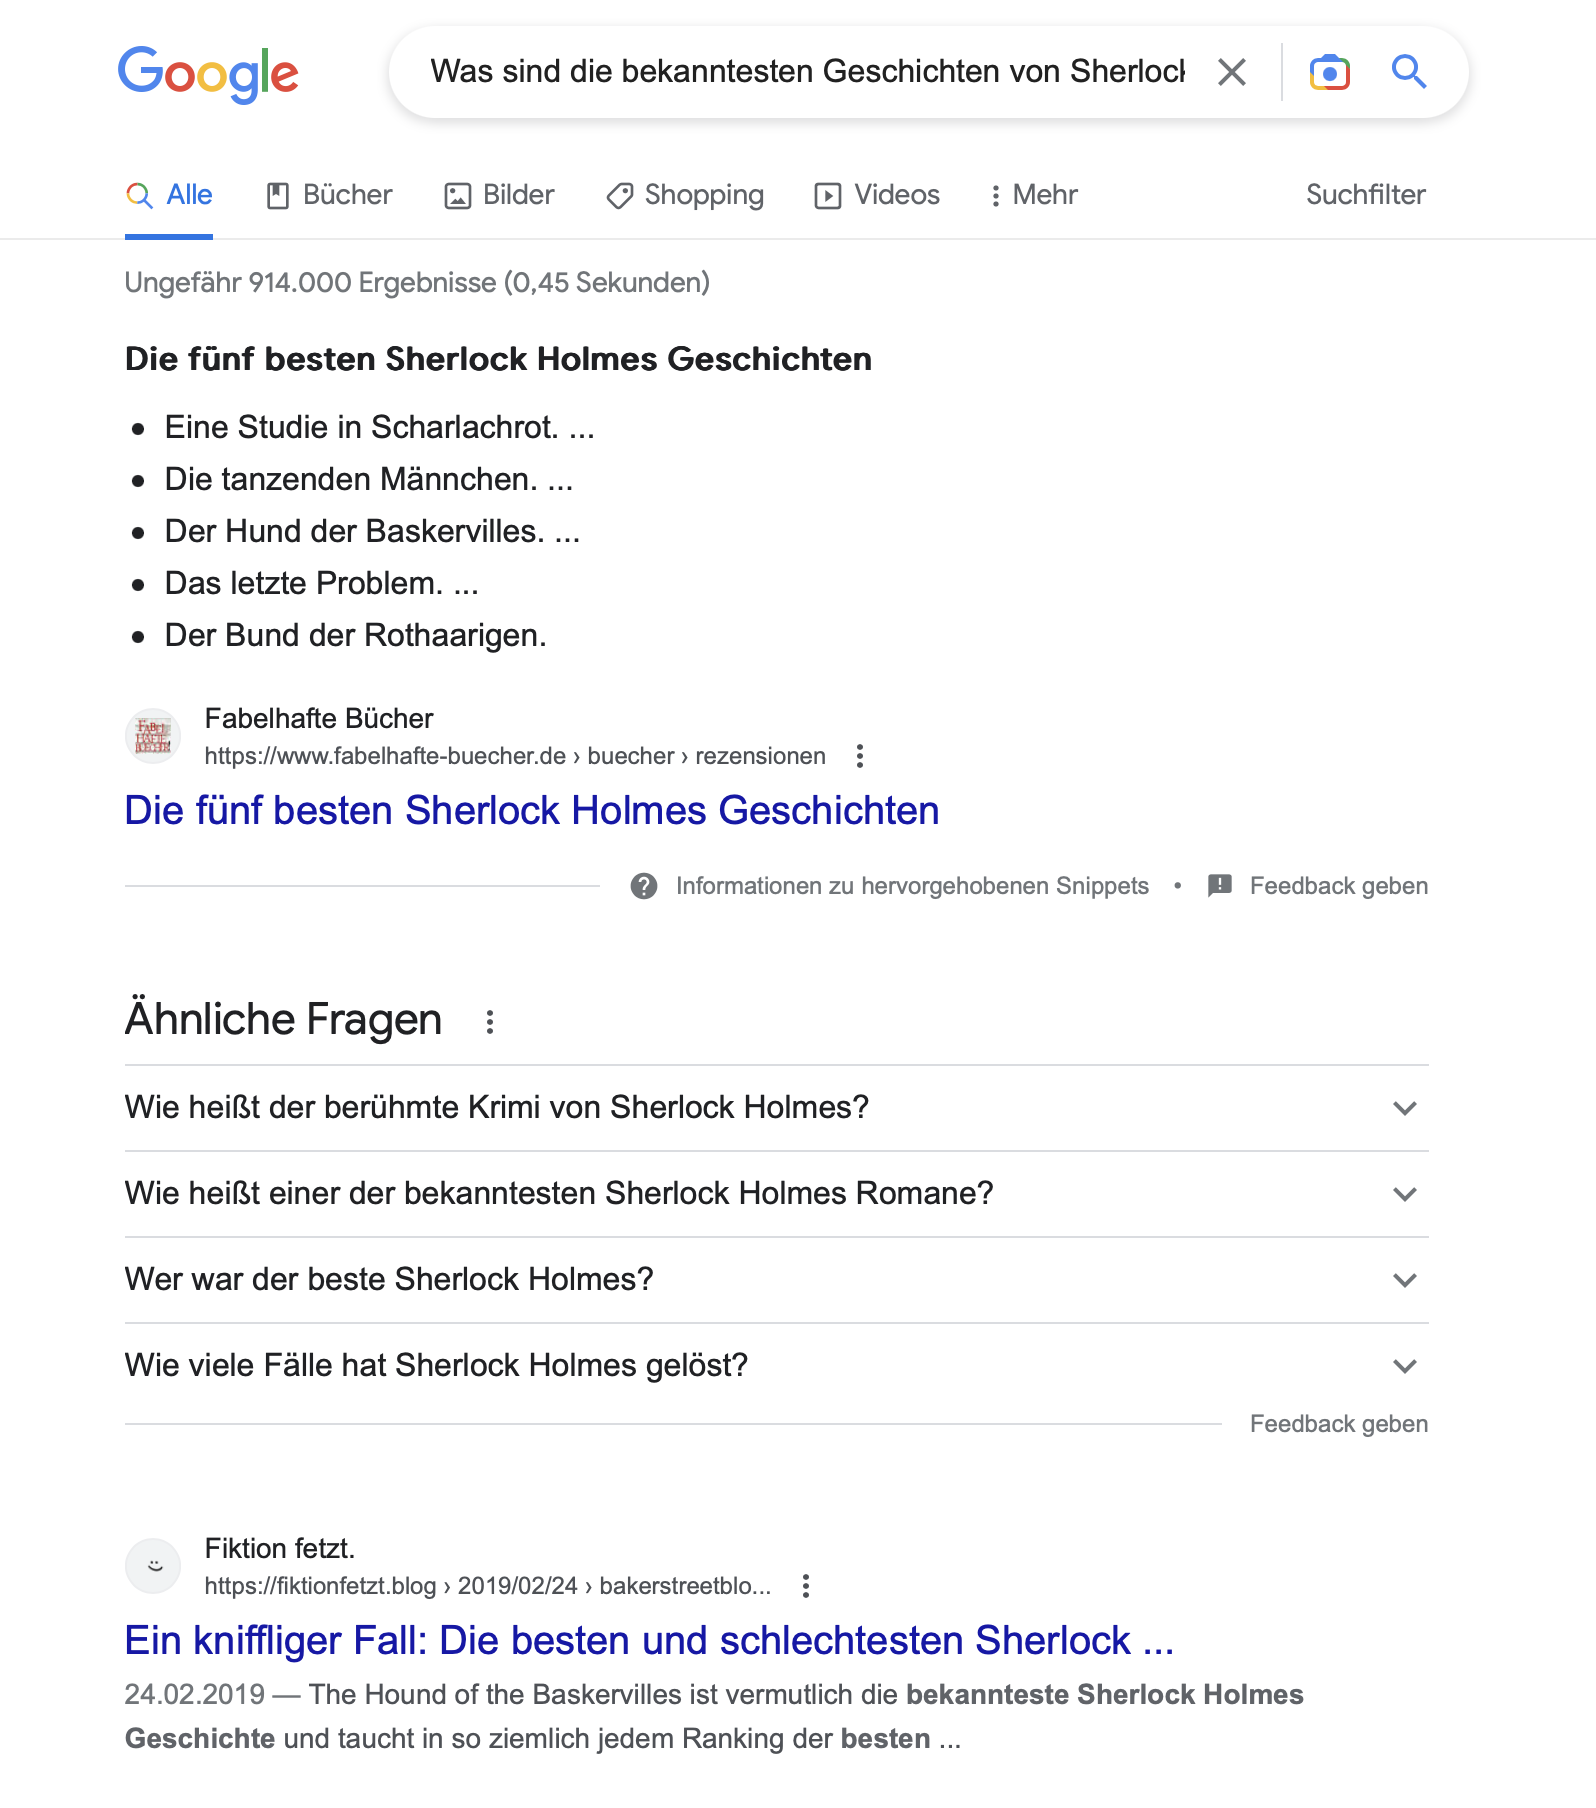 Google
Was sind die bekanntesten Geschichten von Sherlock
Alle
Bücher
Bilder
Shopping
Videos
Mehr
Suchfilter
Ungefähr 914.000 Ergebnisse (0,45 Sekunden)
Die fünf besten Sherlock Holmes Geschichten
Eine Studie in Scharlachrot. ...
Die tanzenden Männchen. ...
Der Hund der Baskervilles. ...
Das letzte Problem. ...
Der Bund der Rothaarigen.
Fabelhafte Bücher
https://www.fabelhafte-buecher.de › buecher › rezensionen
Die fünf besten Sherlock Holmes Geschichten
Informationen zu hervorgehobenen Snippets • Feedback geben
Ähnliche Fragen
Wie heißt der berühmte Krimi von Sherlock Holmes?
Wie heißt einer der bekanntesten Sherlock Holmes Romane?
Wer war der beste Sherlock Holmes?
Wie viele Fälle hat Sherlock Holmes gelöst?
Feedback geben
Fiktion fetzt.
https://fiktionfetzt.blog › 2019/02/24 › bakerstreetblo...
Ein kniffliger Fall: Die besten und schlechtesten Sherlock ...
24.02.2019 — The Hound of the Baskervilles ist vermutlich die bekannteste Sherlock Holmes
Geschichte und taucht in so ziemlich jedem Ranking der besten ...